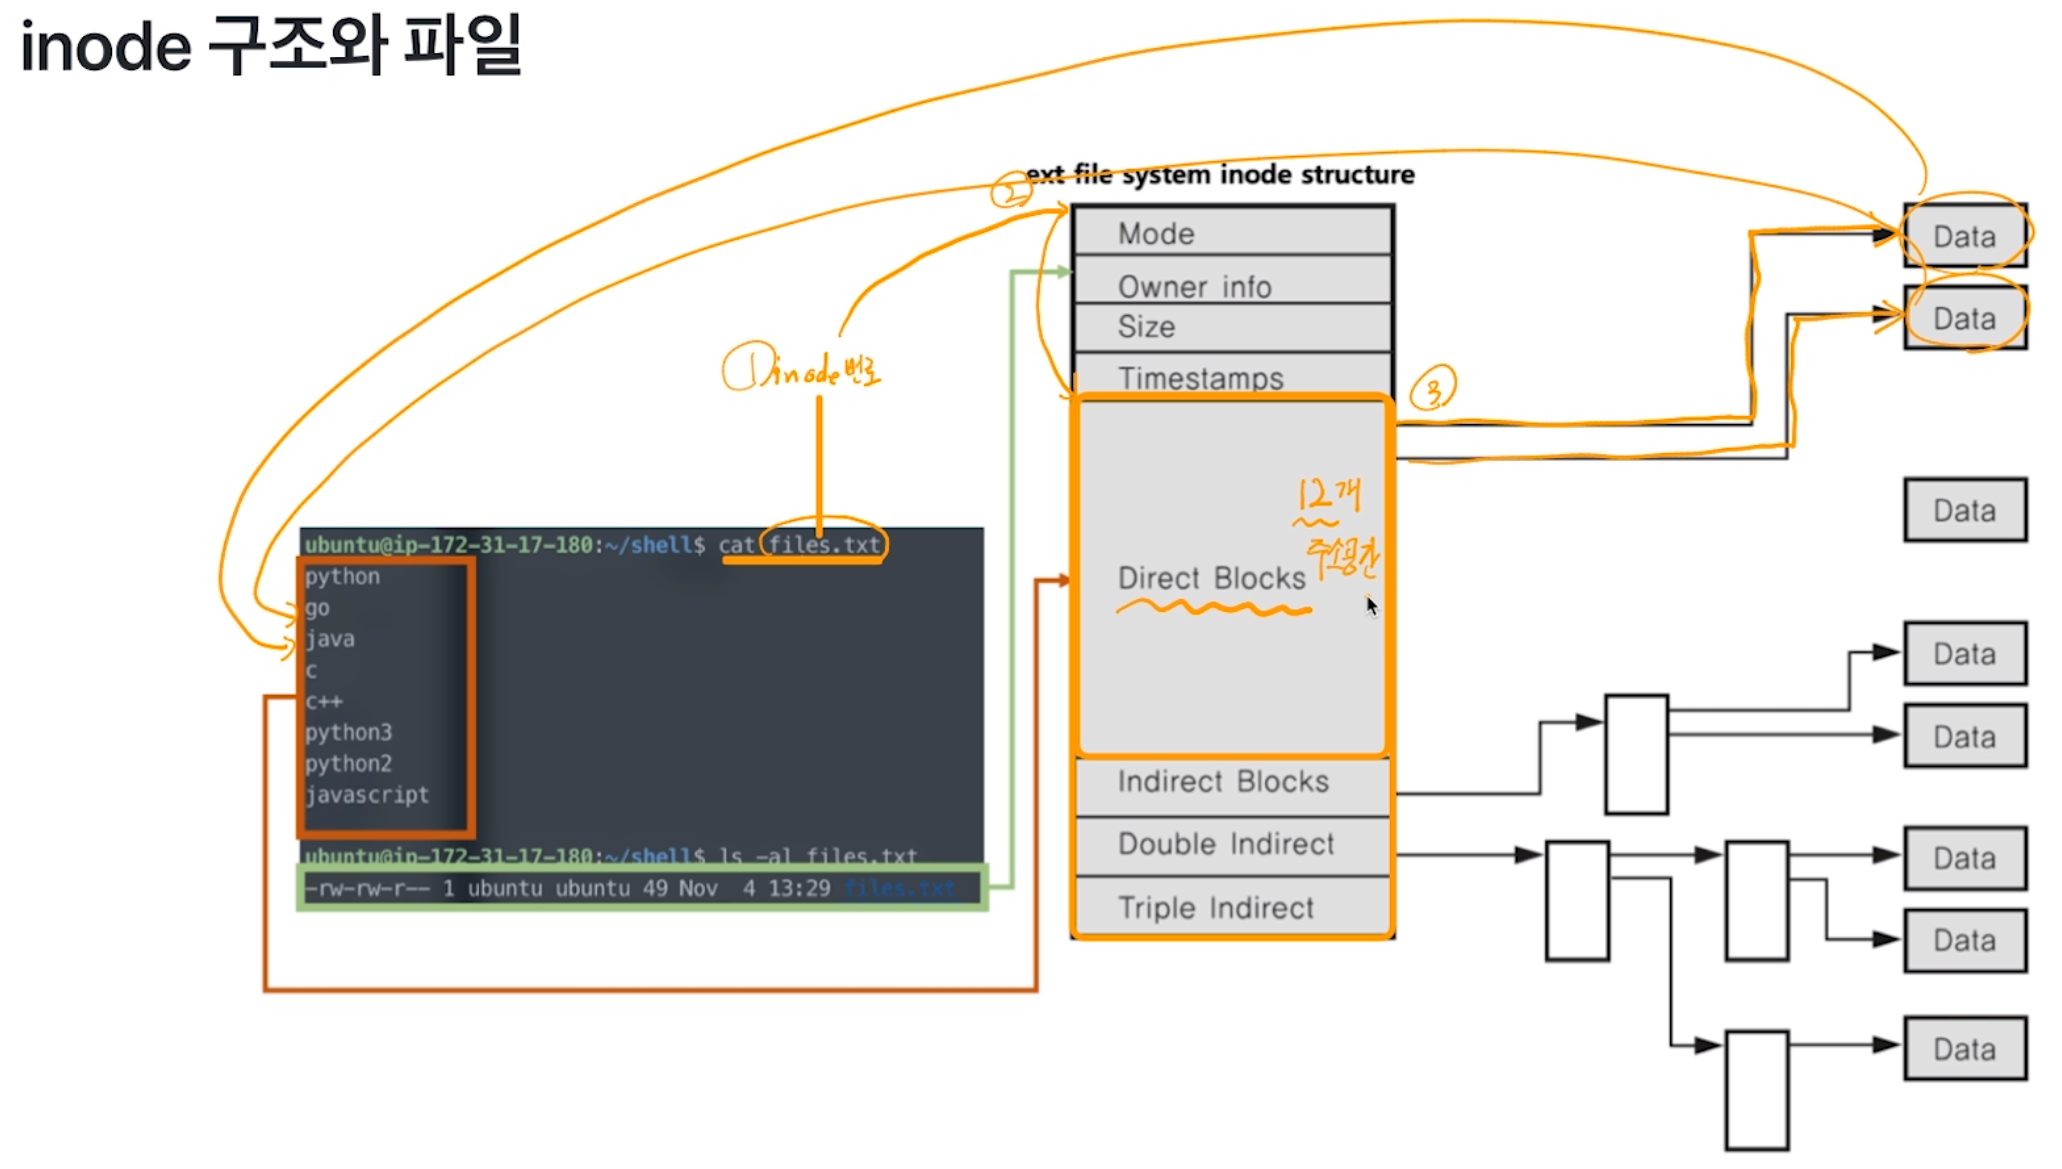 inode 구조와 파일
ext file system inode structure
②
Mode
Owner info
Size
Timestamps
Direct Blocks
12개
주소공간
Indirect Blocks
Double Indirect
Triple Indirect
③
① inode 번호
ubuntu@ip-172-31-17-180:~/shell$ cat files.txt
python
go
java
c
c++
python3
python2
javascript
ubuntu@ip-172-31-17-180:~/shell$ ls -al files.txt
-rw-rw-r-- 1 ubuntu ubuntu 49 Nov  4 13:29 files.txt
Data
Data
Data
Data
Data
Data
Data
Data